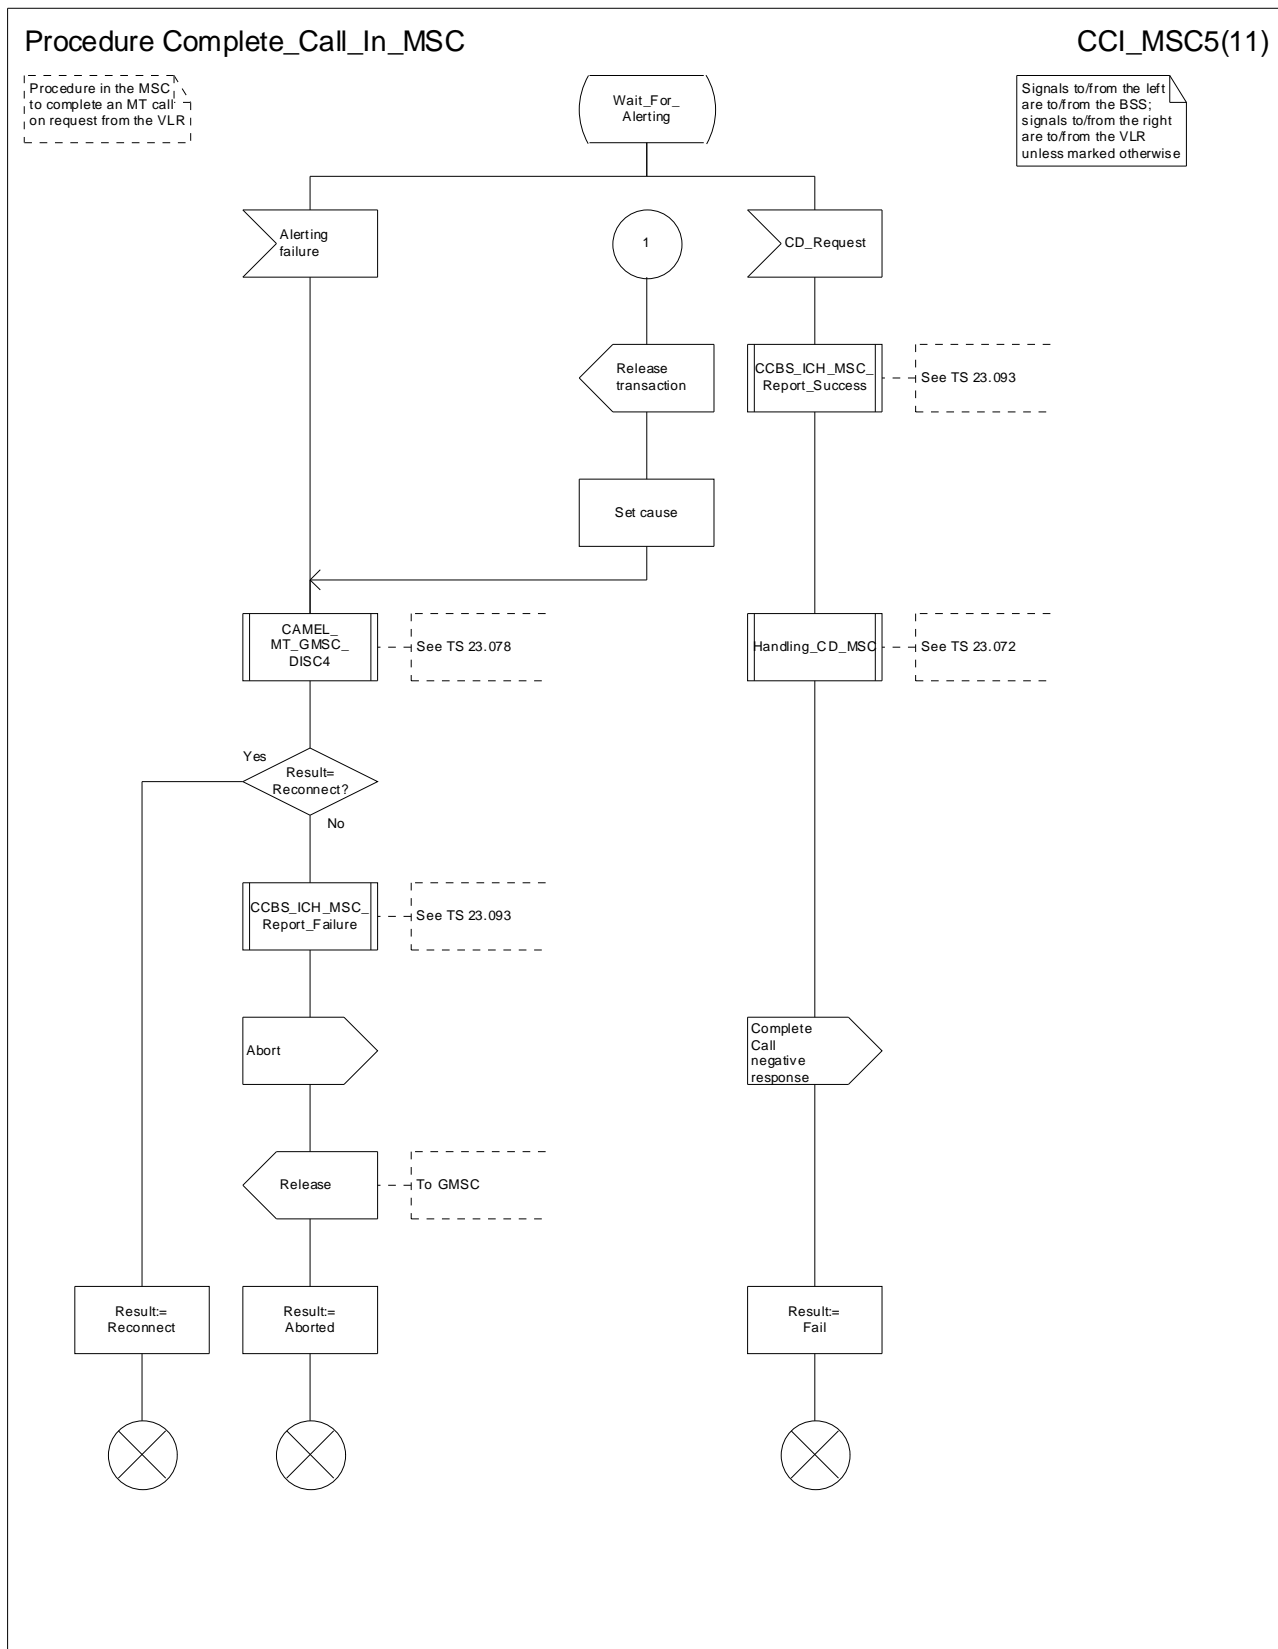 Procedure Complete_Call_In_MSC
CCI_MSC5(11)
Procedure in the MSC
to complete an MT call
on request from the VLR
Wait_For_
Alerting
Signals to/from the left
are to/from the BSS;
signals to/from the right
are to/from the VLR
unless marked otherwise
Alerting
failure
1
CD_Request
Release
transaction
CCBS_ICH_MSC_
Report_Success
See TS 23.093
Set cause
CAMEL_
MT_GMSC_
DISC4
See TS 23.078
Handling_CD_MSC
See TS 23.072
Yes
Result=
Reconnect?
No
CCBS_ICH_MSC_
Report_Failure
See TS 23.093
Abort
Complete
Call
negative
response
Release
To GMSC
Result:=
Reconnect
Result:=
Aborted
Result:=
Fail